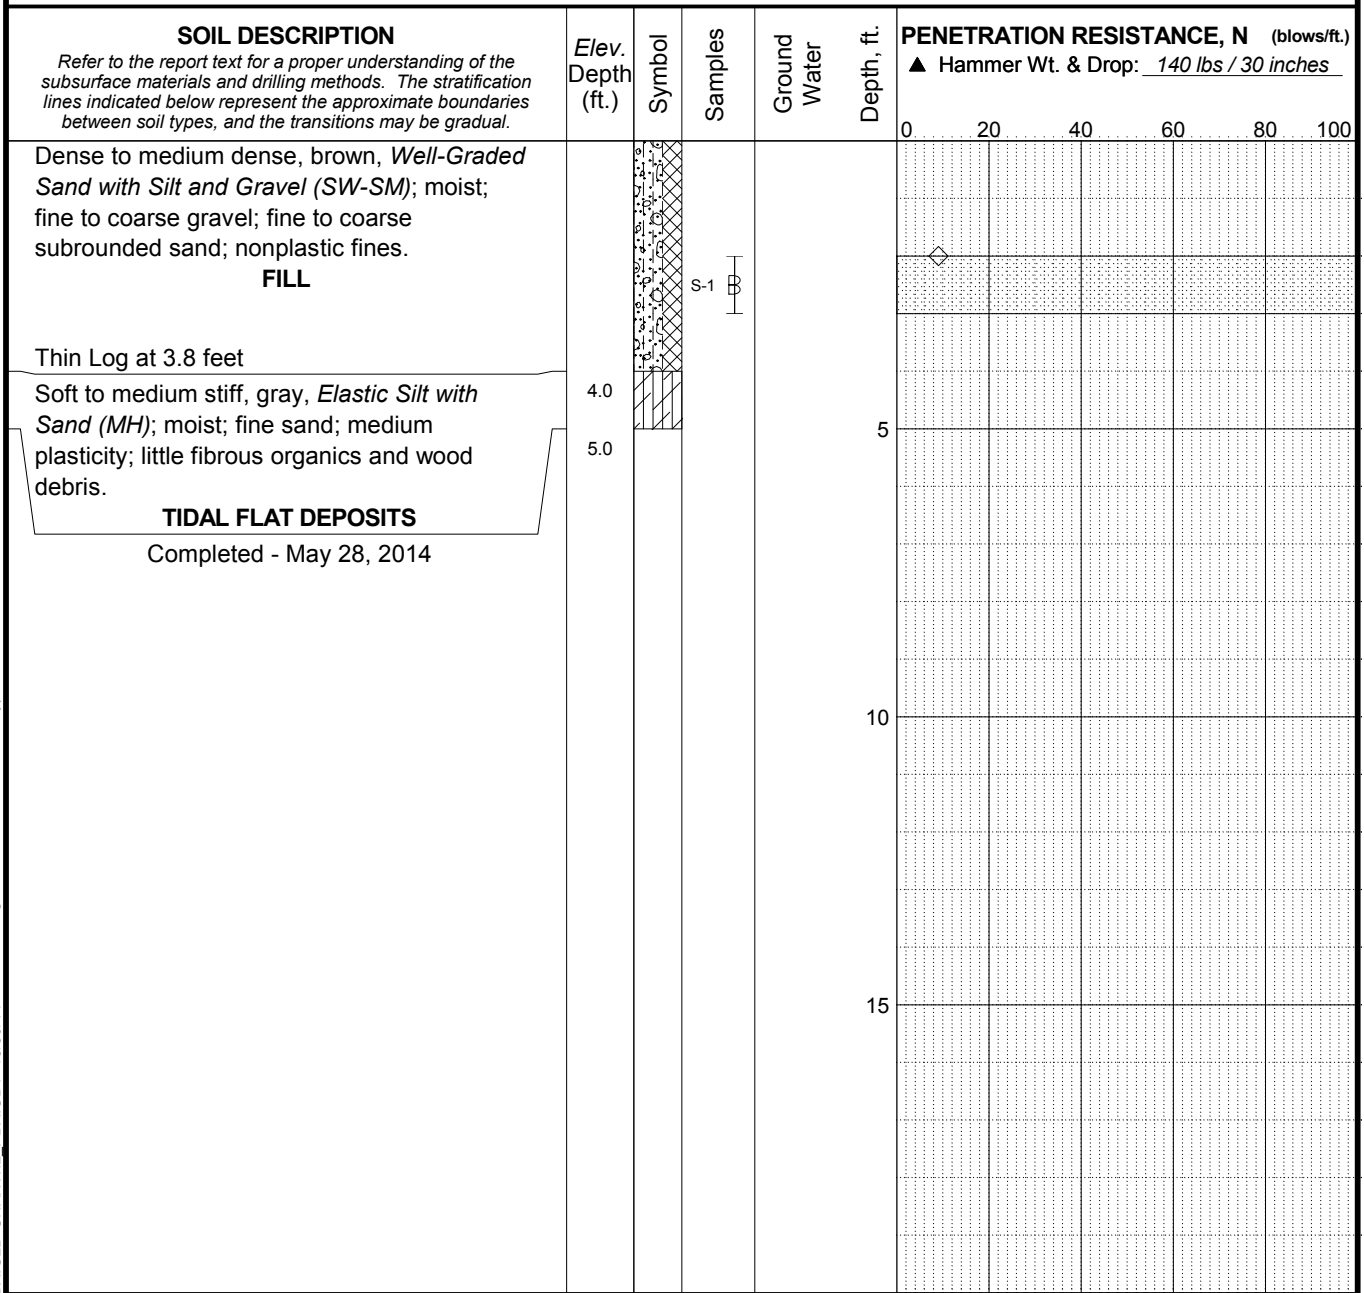 SOIL DESCRIPTION
Refer to the report text for a proper understanding of the
subsurface materials and drilling methods. The stratification
lines indicated below represent the approximate boundaries
between soil types, and the transitions may be gradual.
Elev.
Depth
(ft.)
Symbol
Samples
Ground
Water
Depth, ft.
PENETRATION RESISTANCE, N (blows/ft.)
▲ Hammer Wt. & Drop: 140 lbs / 30 inches
0 20 40 60 80 100
Dense to medium dense, brown, Well-Graded
Sand with Silt and Gravel (SW-SM); moist;
fine to coarse gravel; fine to coarse
subrounded sand; nonplastic fines.
FILL
S-1
Thin Log at 3.8 feet
Soft to medium stiff, gray, Elastic Silt with
Sand (MH); moist; fine sand; medium
plasticity; little fibrous organics and wood
debris.
TIDAL FLAT DEPOSITS
Completed - May 28, 2014
4.0
5.0
5
10
15